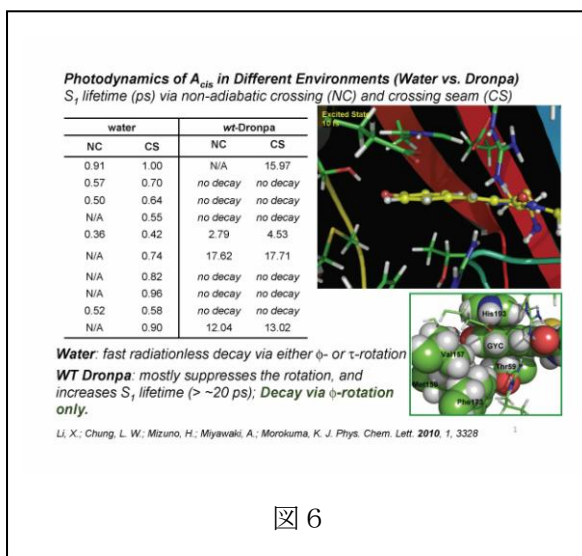 Photodynamics of Acis in Different Environments (Water vs. Dronpa)
S1 lifetime (ps) via non-adiabatic crossing (NC) and crossing seam (CS)
water wt-Dronpa
NC CS NC CS
0.91 1.00 N/A 15.97
0.57 0.70 no decay no decay
0.50 0.64 no decay no decay
N/A 0.55 no decay no decay
0.36 0.42 2.79 4.53
N/A 0.74 17.62 17.71
N/A 0.82 no decay no decay
N/A 0.96 no decay no decay
0.52 0.58 no decay no decay
N/A 0.90 12.04 13.02
Excited State
His193
GYC
Val157
Thr59
Phe173
Water: fast radiationless decay via either ϕ- or τ-rotation
WT Dronpa: mostly suppresses the rotation, and
increases S1 lifetime (> ~20 ps); Decay via ϕ-rotation
only.
Li, X.; Chung, L. W.; Mizuno, H.; Miyawaki, A.; Morokuma, K. J. Phys. Chem. Lett. 2010, 1, 3328
1
図 6